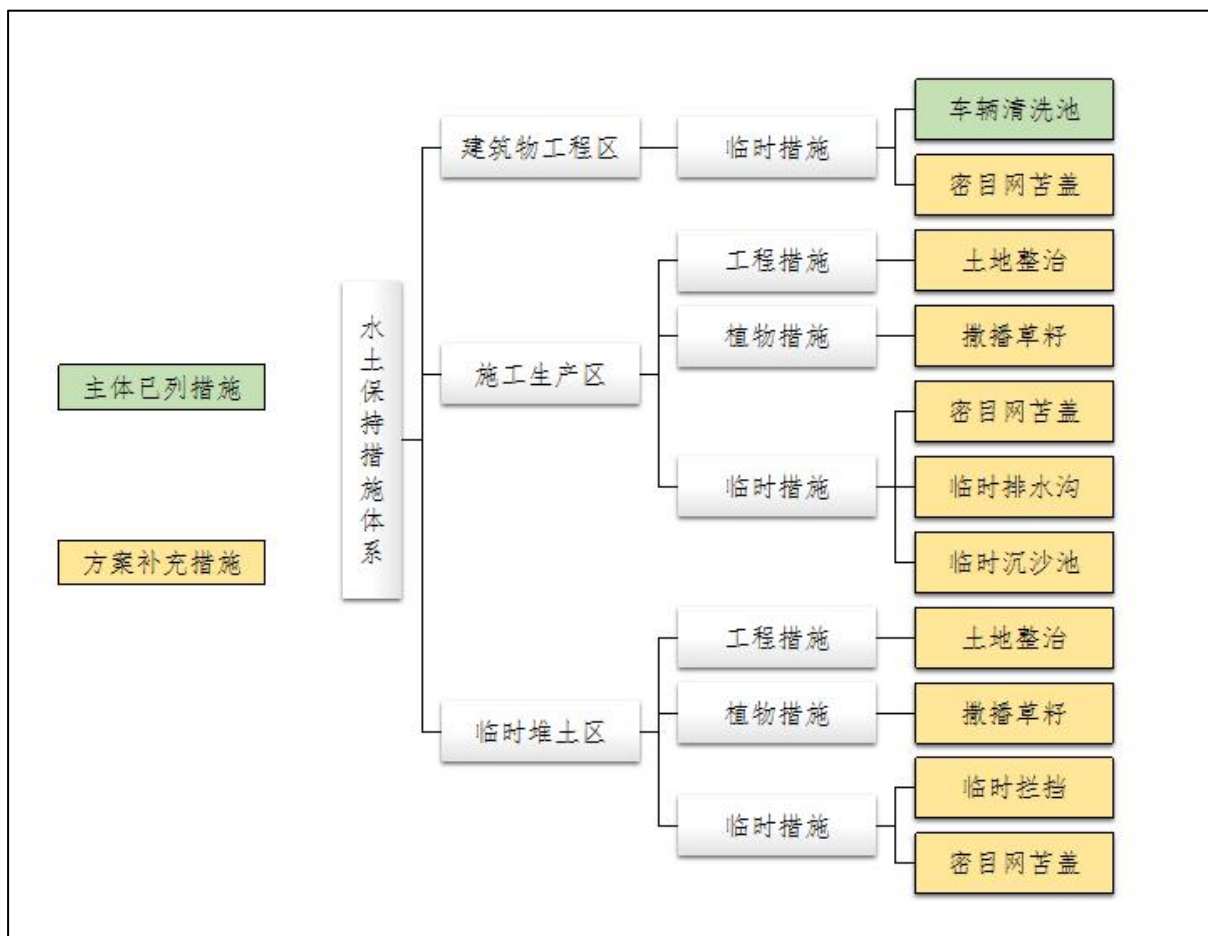 主体已列措施
方案补充措施
水土保持措施体系
建筑物工程区
临时措施
车辆清洗池
密目网苫盖
施工生产区
工程措施
土地整治
植物措施
撒播草籽
临时措施
密目网苫盖
临时排水沟
临时沉沙池
临时堆土区
工程措施
土地整治
植物措施
撒播草籽
临时措施
临时拦挡
密目网苫盖